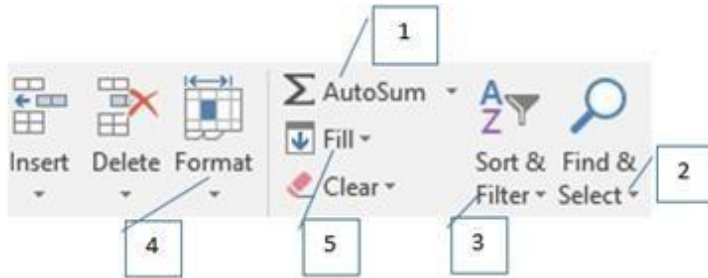 1
Σ AutoSum
A
Z
Insert Delete Format
Fill
Sort & Find &
2
Clear
Filter Select
4
5
3